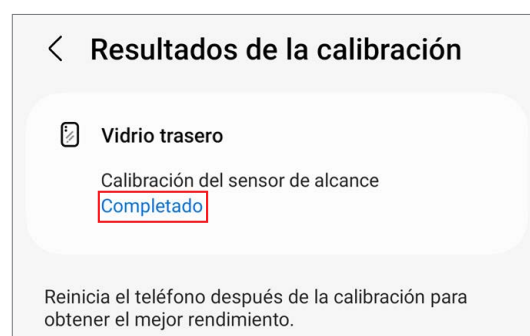 Resultados de la calibración
Vidrio trasero
Calibración del sensor de alcance
Completado
Reinicia el teléfono después de la calibración para
obtener el mejor rendimiento.